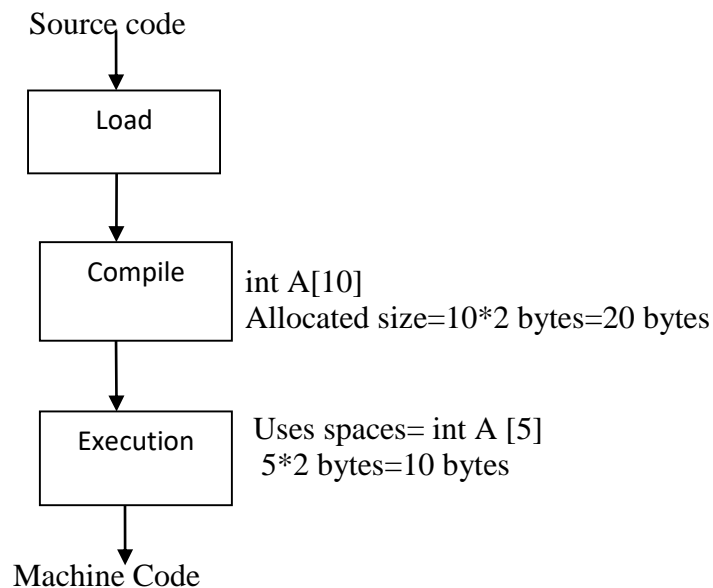 Source code
Load
Compile
int A[10]
Allocated size=10*2 bytes=20 bytes
Execution
Uses spaces= int A [5]
5*2 bytes=10 bytes
Machine Code